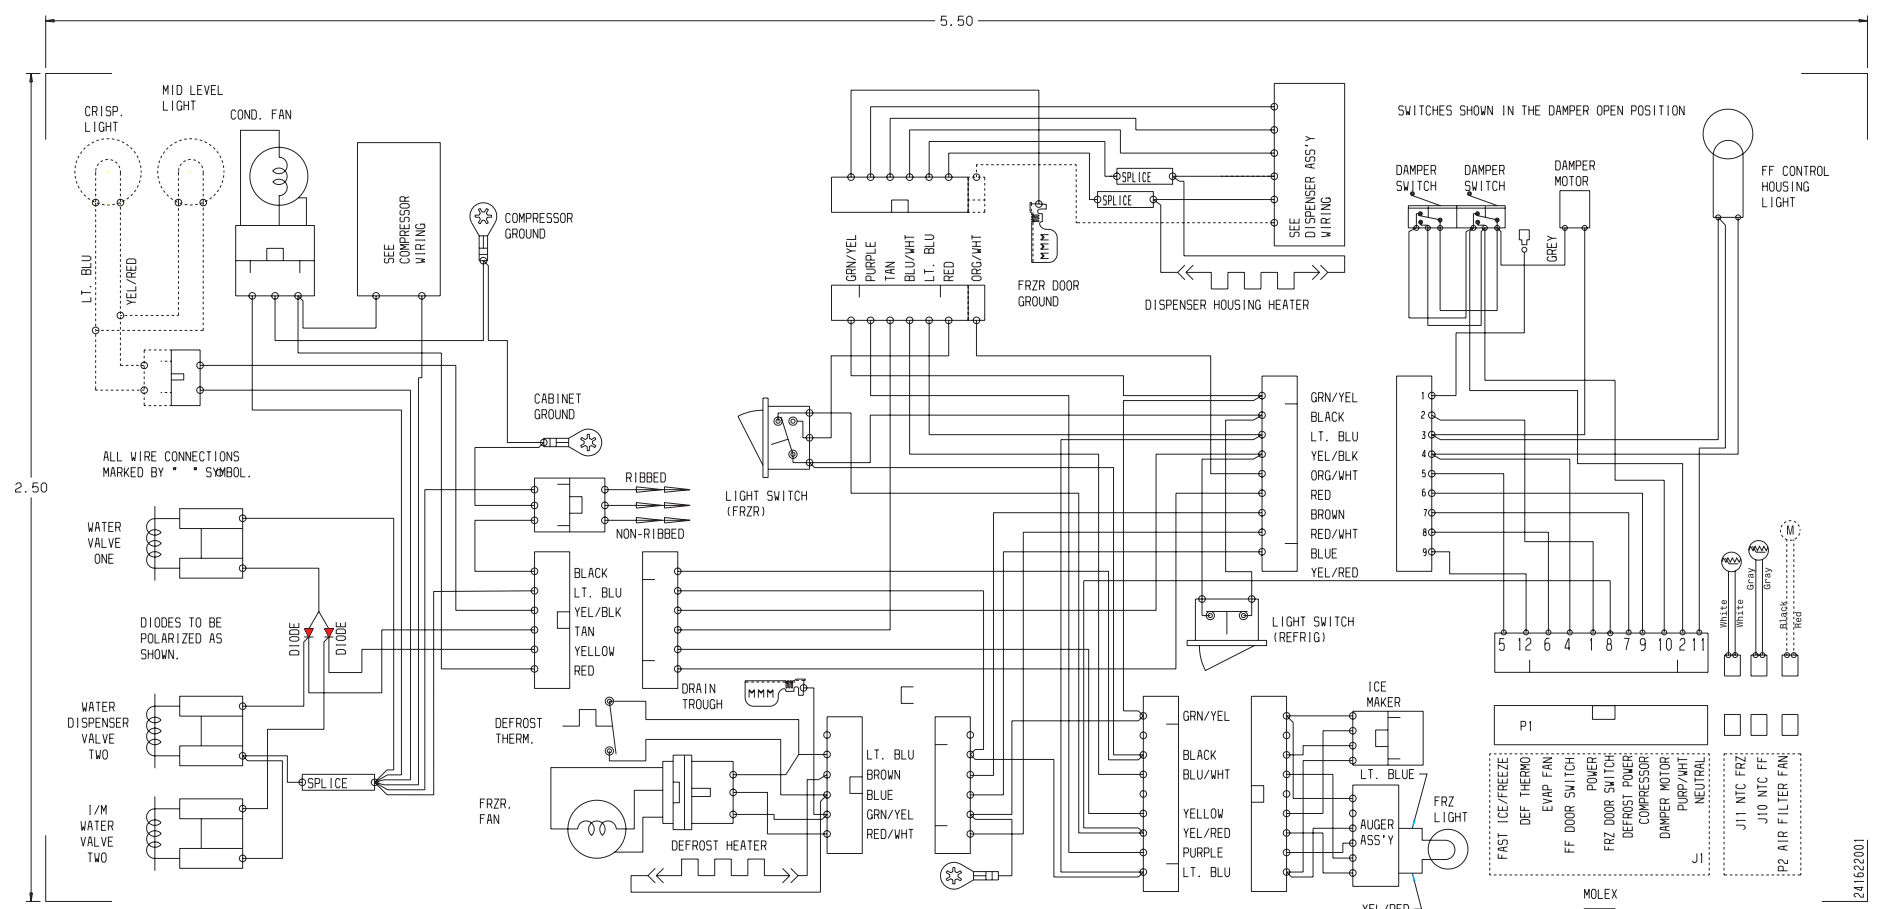 5.50
2.50
CRISP.
LIGHT
MID LEVEL
LIGHT
COND. FAN
SEE
COMPRESSOR
WIRING
COMPRESSOR
GROUND
LT. BLU
YEL/RED
CABINET
GROUND
ALL WIRE CONNECTIONS
MARKED BY " " SYMBOL.
RIBBED
NON-RIBBED
WATER
VALVE
ONE
DIODES TO BE
POLARIZED AS
SHOWN.
DIODE
DIODE
WATER
DISPENSER
VALVE
TWO
I/M
WATER
VALVE
TWO
SPLICE
BLACK
LT. BLU
YEL/BLK
TAN
YELLOW
RED
DRAIN
TROUGH
DEFROST
THERM.
FRZR.
FAN
DEFROST HEATER
LT. BLU
BROWN
BLUE
GRN/YEL
RED/WHT
GRN/YEL
PURPLE
TAN
BLU/WHT
LT. BLU
RED
ORG/WHT
FRZR DOOR
GROUND
SPLICE
SPLICE
SEE
DISPENSER ASS'Y
WIRING
DISPENSER HOUSING HEATER
LIGHT SWITCH
(FRZR)
GRN/YEL
BLACK
LT. BLU
YEL/BLK
ORG/WHT
RED
BROWN
RED/WHT
BLUE
YEL/RED
1
2
3
4
5
6
7
8
9
LIGHT SWITCH
(REFRIG)
SWITCHES SHOWN IN THE DAMPER OPEN POSITION
DAMPER
SWITCH
DAMPER
SWITCH
DAMPER
MOTOR
GREY
FF CONTROL
HOUSING
LIGHT
M
White
White
Gray
Gray
Black
Red
5 12 6 4 1 8 7 9 10 2 11
P1
GRN/YEL
BLACK
BLU/WHT
YELLOW
YEL/RED
PURPLE
LT. BLU
ICE
MAKER
LT. BLUE
AUGER
ASS'Y
FRZ
LIGHT
YEL/RED
FAST ICE/FREEZE
DEF THERMO
EVAP FAN
FF DOOR SWITCH
POWER
FRZ DOOR SWITCH
DEFROST POWER
COMPRESSOR
DAMPER MOTOR
PURP/WHT
NEUTRAL
J1
J11 NTC FRZ
J10 NTC FF
P2 AIR FILTER FAN
MOLEX
241622001